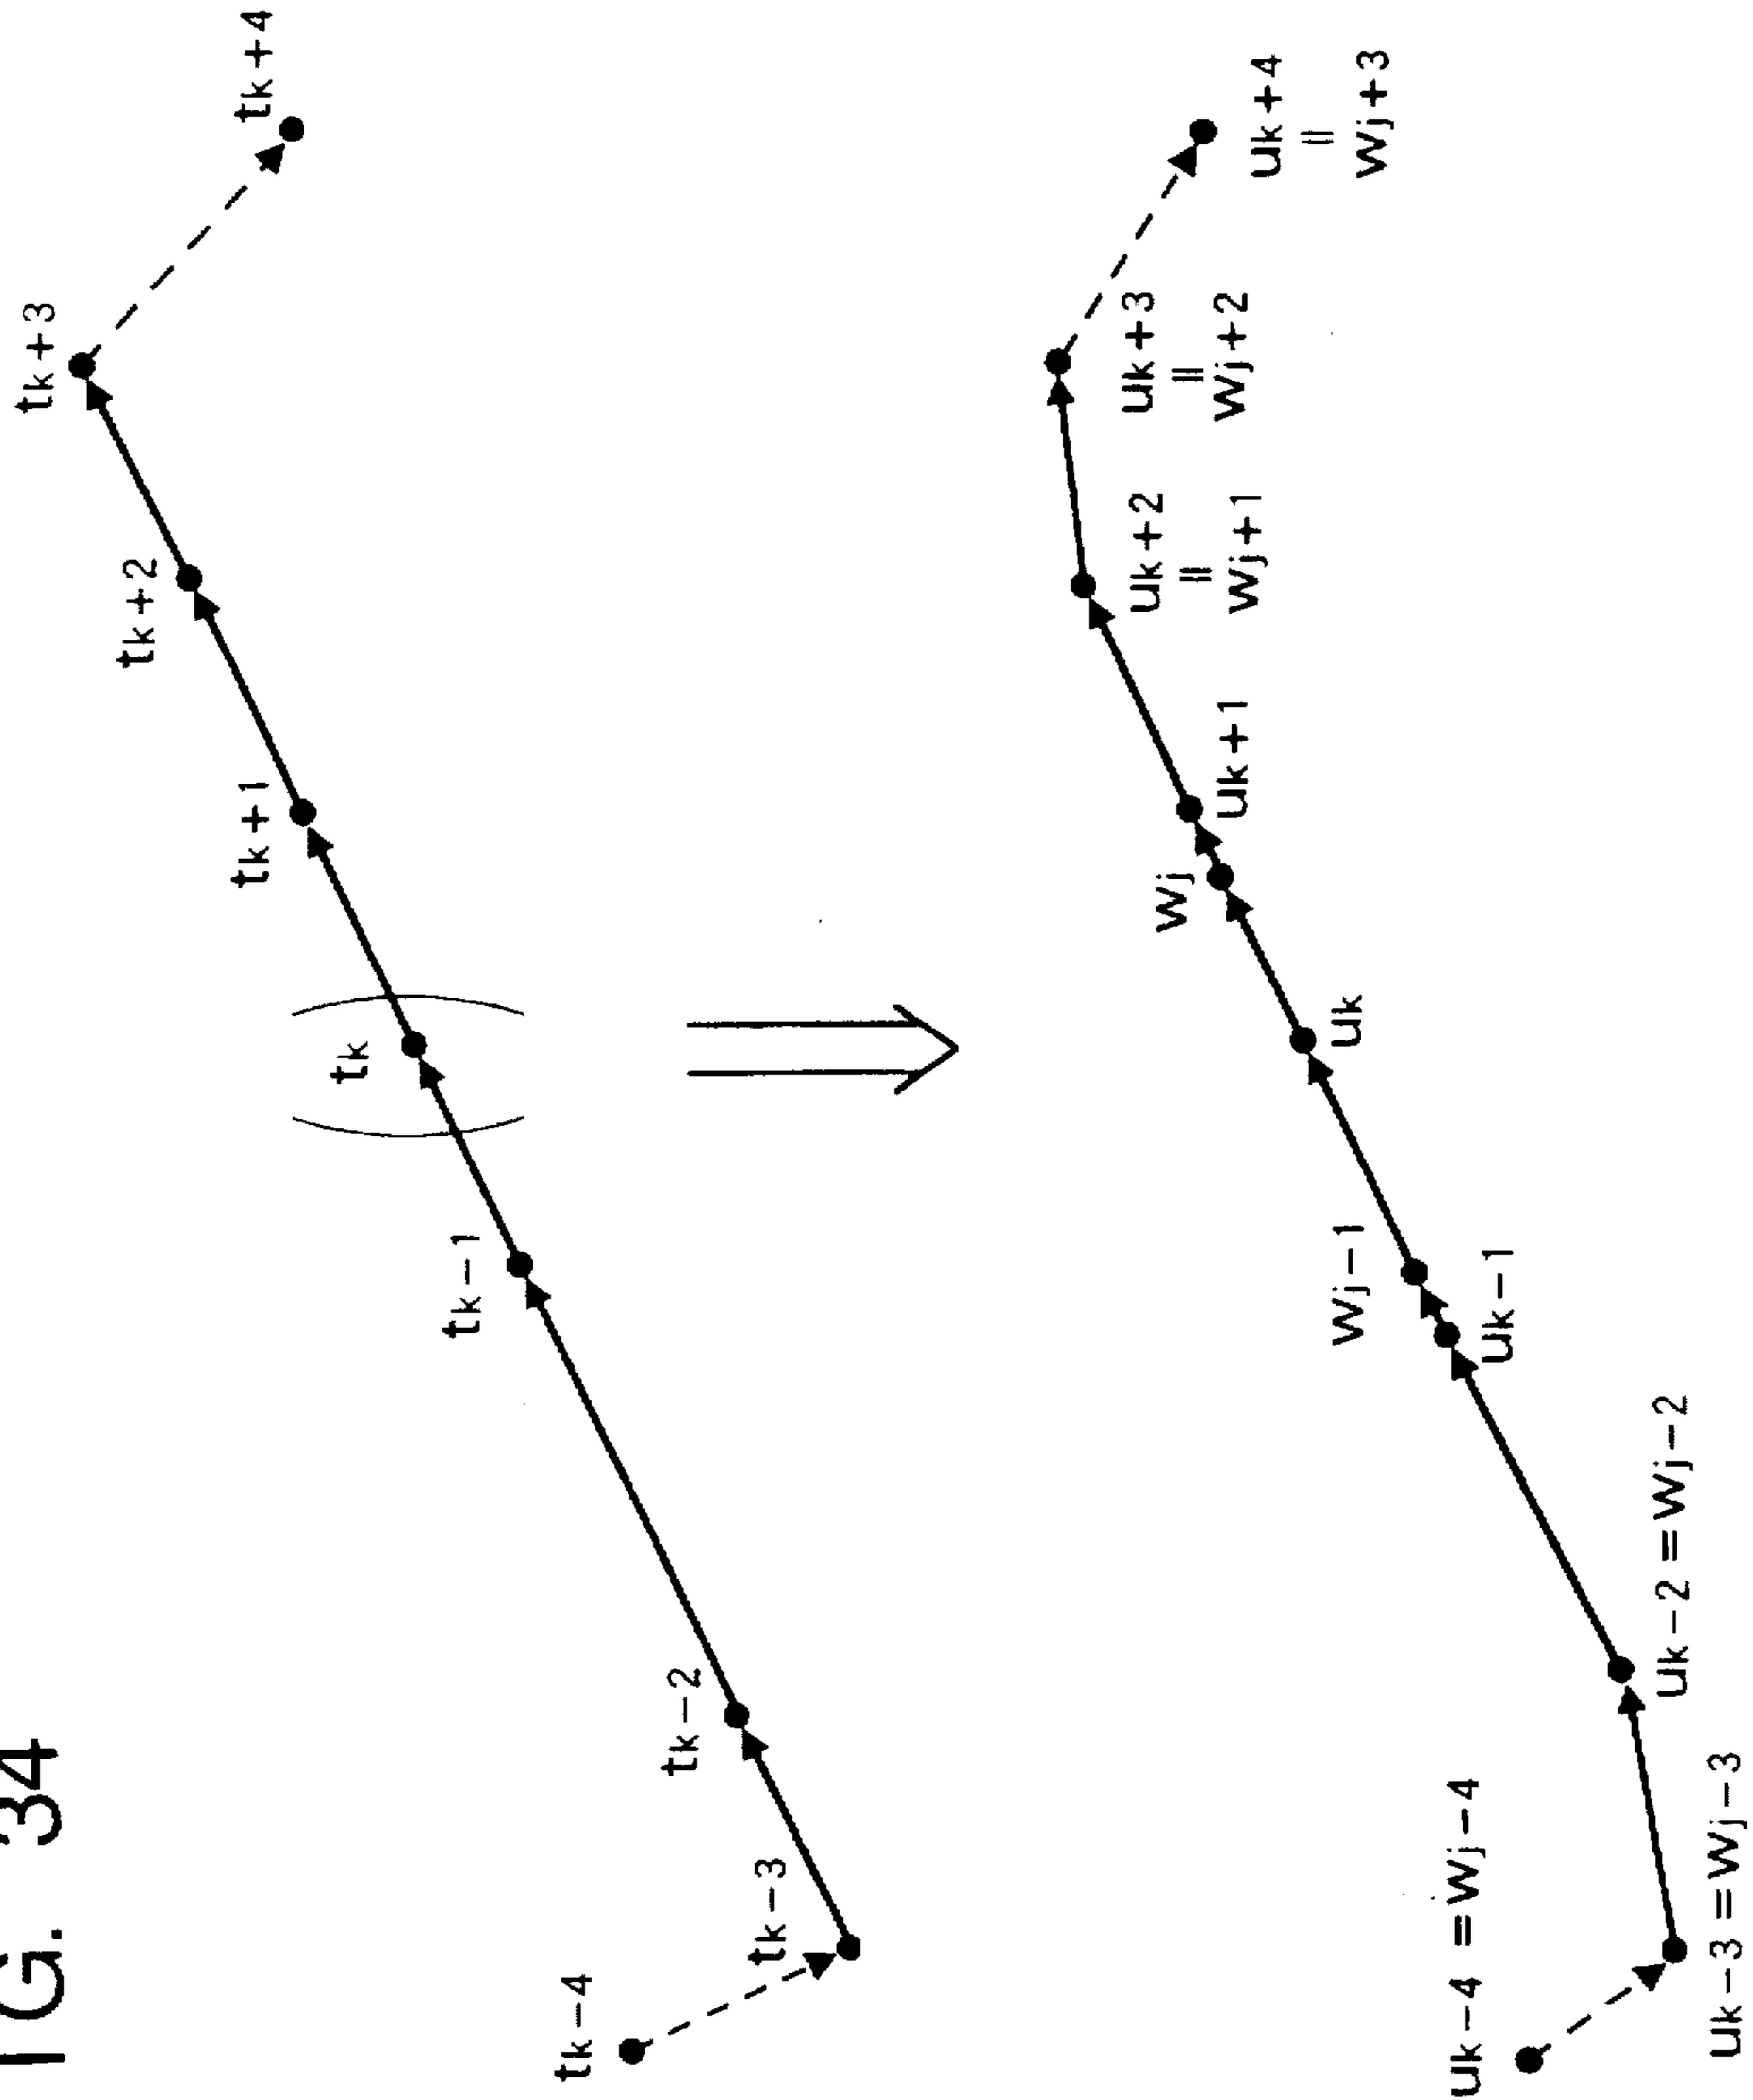 IG. 34
tk-4
tk-3
tk-2
tk-1
tk
tk+1
tk+2
tk+3
tk+4
uk-4=wj-4
uk-3=wj-3
uk-2=wj-2
uk-1
wj-1
uk
wj
uk+1
uk+2
=
wj+1
uk+3
=
wj+2
uk+4
=
wj+3